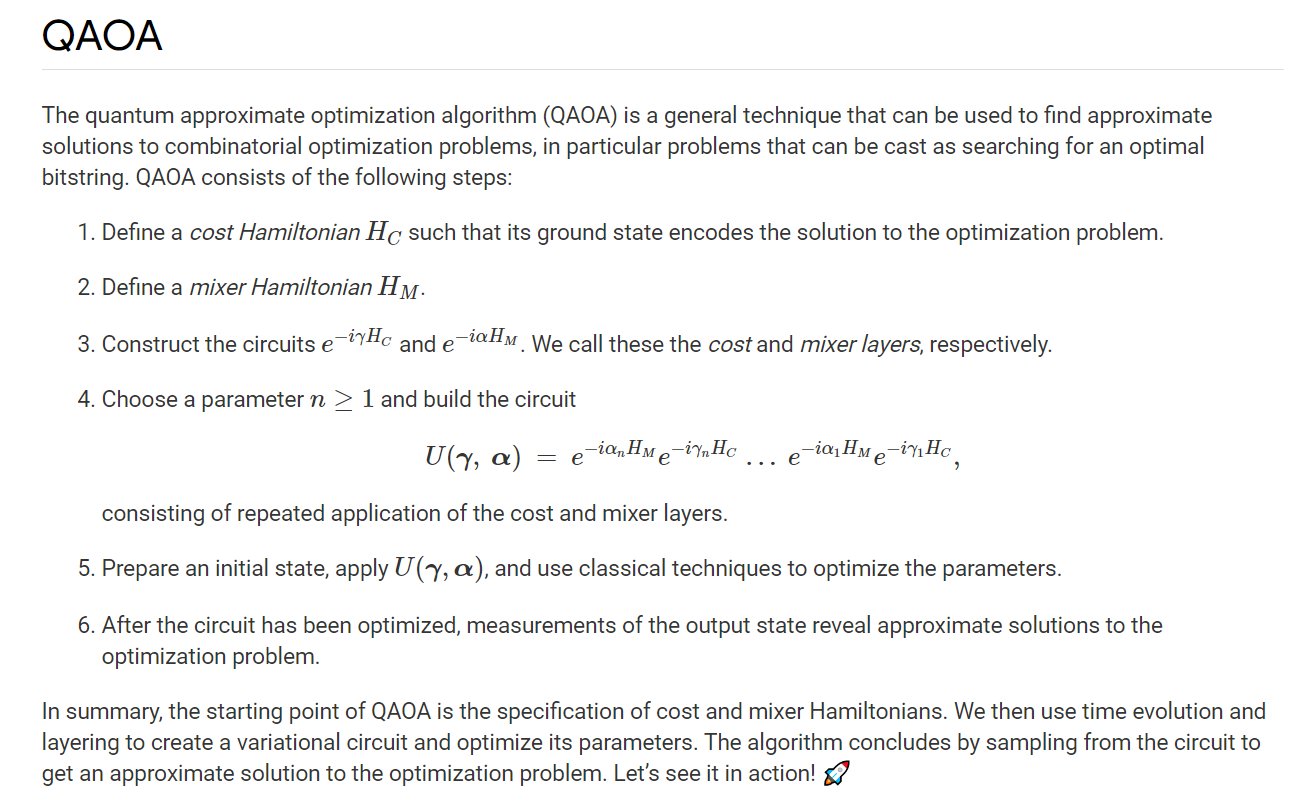 QAOA
The quantum approximate optimization algorithm (QAOA) is a general technique that can be used to find approximate
solutions to combinatorial optimization problems, in particular problems that can be cast as searching for an optimal
bitstring. QAOA consists of the following steps:
1. Define a cost Hamiltonian $H_C$ such that its ground state encodes the solution to the optimization problem.
2. Define a mixer Hamiltonian $H_M$.
3. Construct the circuits $e^{-i\gamma H_C}$ and $e^{-i\alpha H_M}$. We call these the cost and mixer layers, respectively.
4. Choose a parameter $n \geq 1$ and build the circuit
$U(\boldsymbol{\gamma}, \boldsymbol{\alpha}) = e^{-i\alpha_n H_M} e^{-i\gamma_n H_C} \ldots e^{-i\alpha_1 H_M} e^{-i\gamma_1 H_C},$
consisting of repeated application of the cost and mixer layers.
5. Prepare an initial state, apply $U(\boldsymbol{\gamma}, \boldsymbol{\alpha})$, and use classical techniques to optimize the parameters.
6. After the circuit has been optimized, measurements of the output state reveal approximate solutions to the
optimization problem.
In summary, the starting point of QAOA is the specification of cost and mixer Hamiltonians. We then use time evolution and
layering to create a variational circuit and optimize its parameters. The algorithm concludes by sampling from the circuit to
get an approximate solution to the optimization problem. Let’s see it in action! 🚀